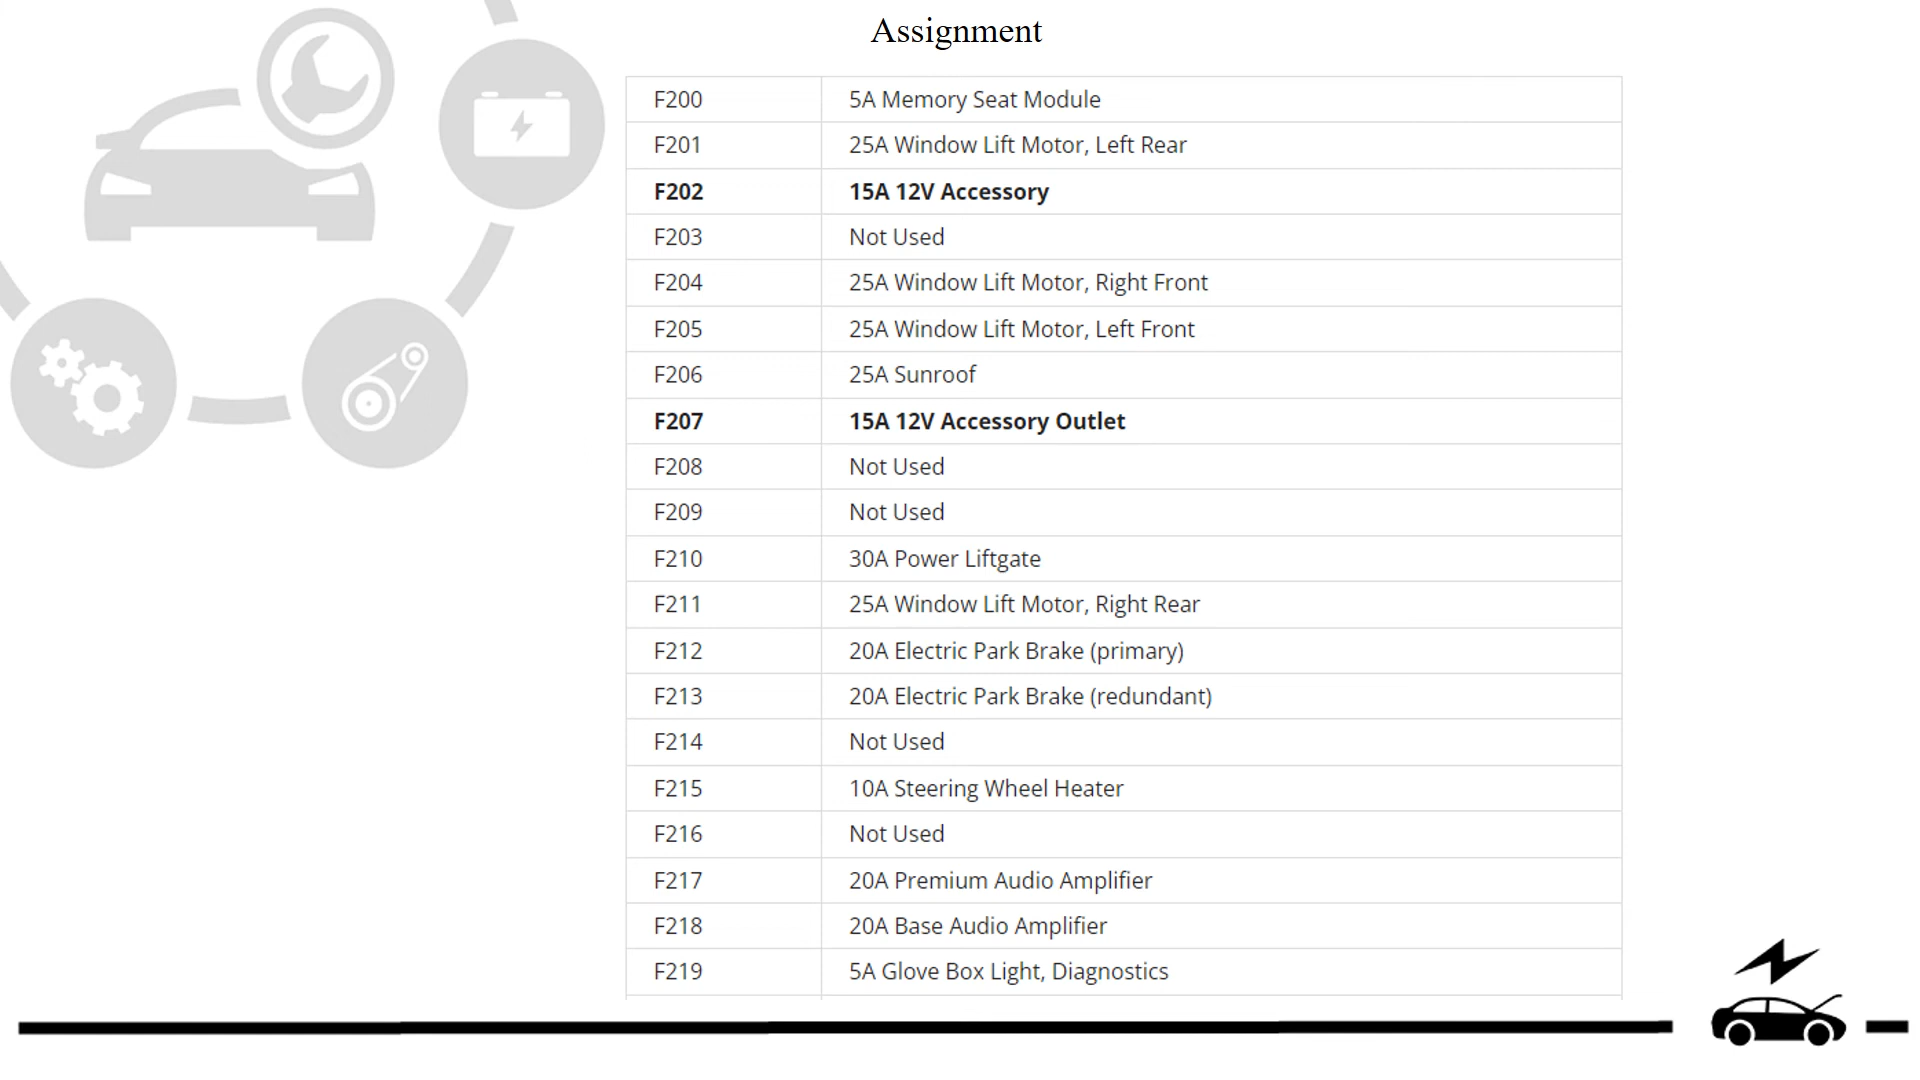 Assignment
F200 5A Memory Seat Module
F201 25A Window Lift Motor, Left Rear
F202 15A 12V Accessory
F203 Not Used
F204 25A Window Lift Motor, Right Front
F205 25A Window Lift Motor, Left Front
F206 25A Sunroof
F207 15A 12V Accessory Outlet
F208 Not Used
F209 Not Used
F210 30A Power Liftgate
F211 25A Window Lift Motor, Right Rear
F212 20A Electric Park Brake (primary)
F213 20A Electric Park Brake (redundant)
F214 Not Used
F215 10A Steering Wheel Heater
F216 Not Used
F217 20A Premium Audio Amplifier
F218 20A Base Audio Amplifier
F219 5A Glove Box Light, Diagnostics